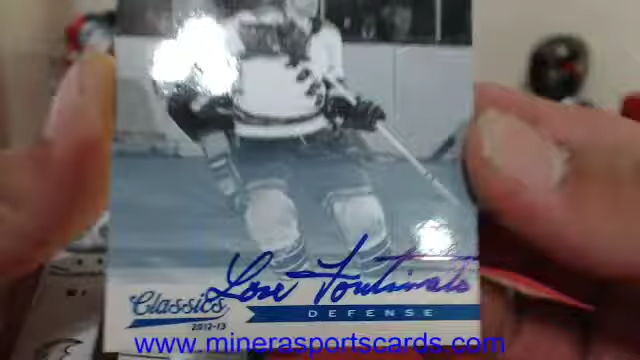 Lou Fontinato
Classics
2012-13
DEFENSE
www.minerasportscards.com